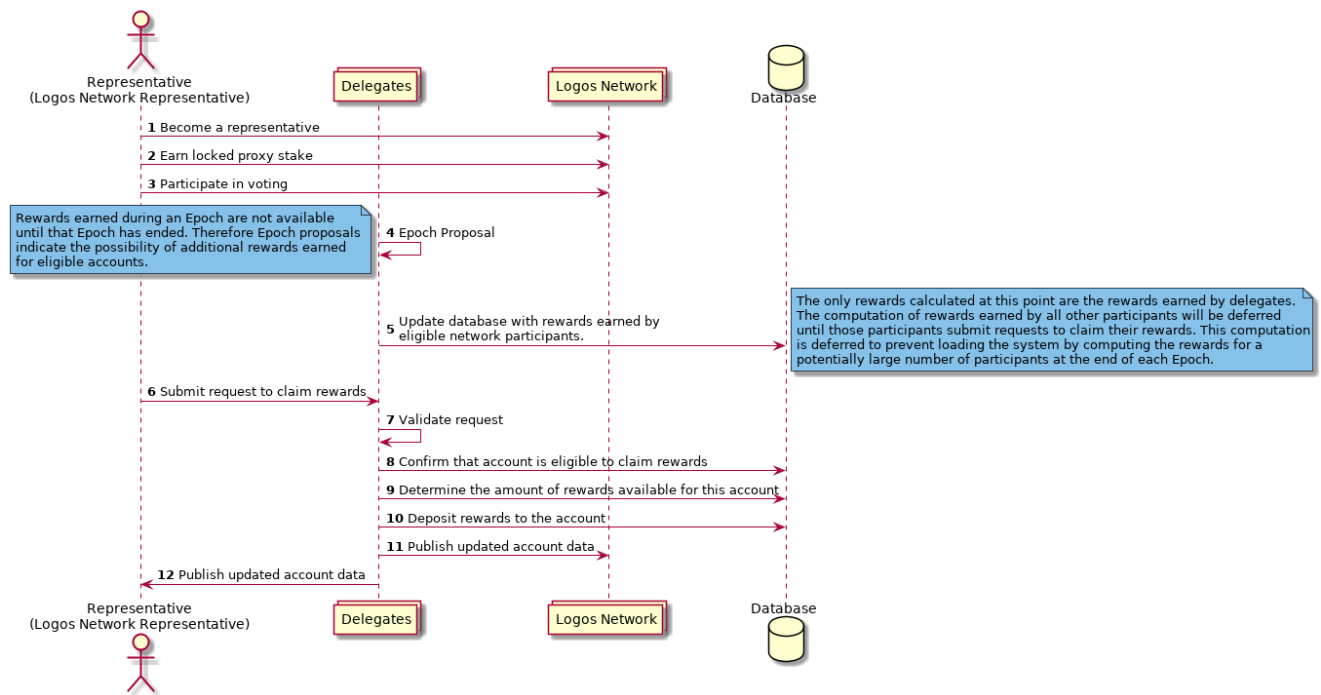 Representative
(Logos Network Representative)
Delegates
Logos Network
Database
1 Become a representative
2 Earn locked proxy stake
3 Participate in voting
Rewards earned during an Epoch are not available
until that Epoch has ended. Therefore Epoch proposals
indicate the possibility of additional rewards earned
for eligible accounts.
4 Epoch Proposal
The only rewards calculated at this point are the rewards earned by delegates.
The computation of rewards earned by all other participants will be deferred
until those participants submit requests to claim their rewards. This computation
is deferred to prevent loading the system by computing the rewards for a
potentially large number of participants at the end of each Epoch.
5 Update database with rewards earned by
eligible network participants.
6 Submit request to claim rewards
7 Validate request
8 Confirm that account is eligible to claim rewards
9 Determine the amount of rewards available for this account
10 Deposit rewards to the account
11 Publish updated account data
12 Publish updated account data
Representative
(Logos Network Representative)
Delegates
Logos Network
Database